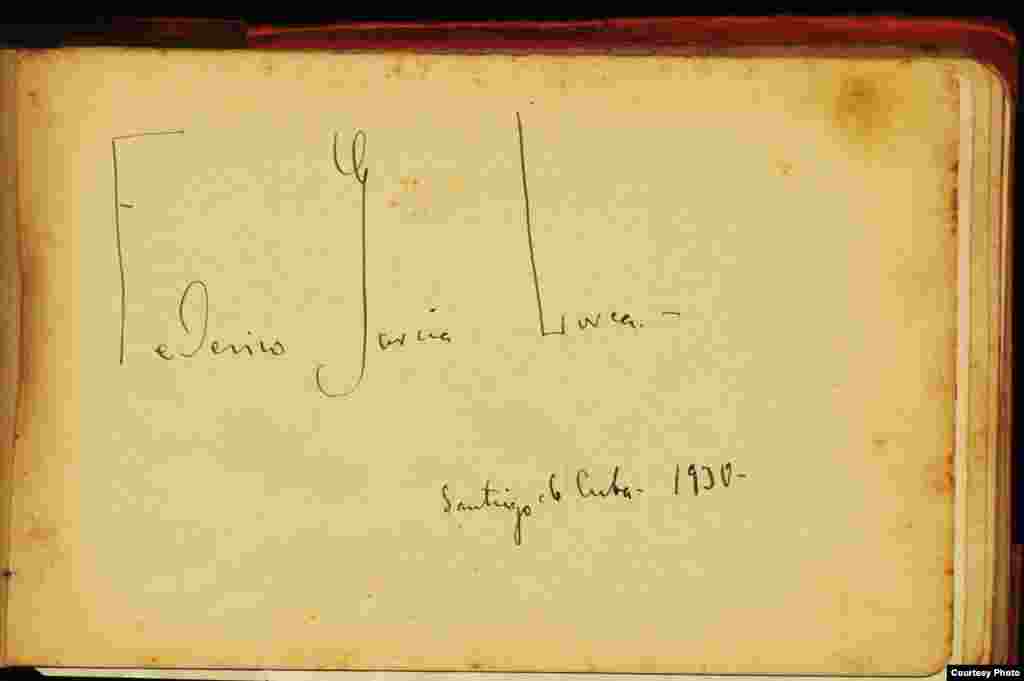 Federico García Lorca.-
Santiago de Cuba- 1930-
Courtesy Photo